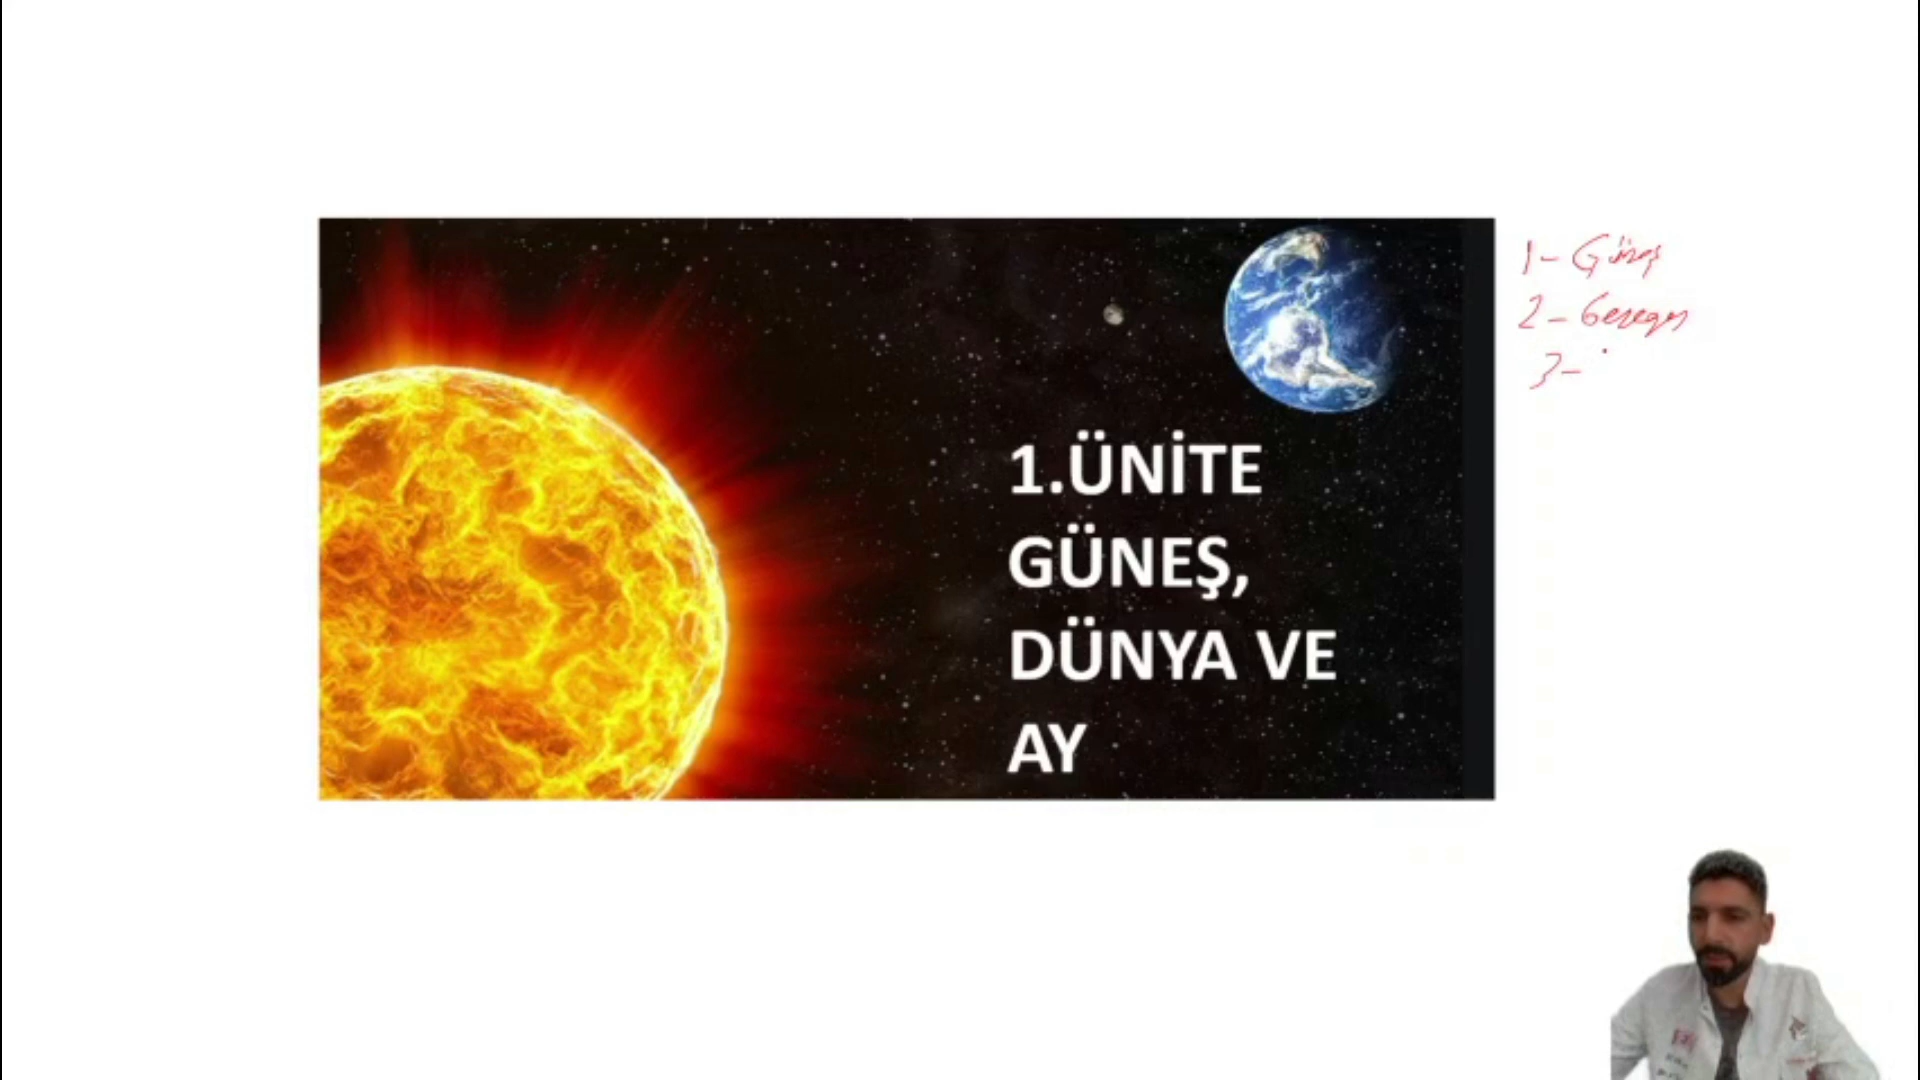 1.ÜNİTE
GÜNEŞ,
DÜNYA VE
AY
1- Güneş
2- Gezegen
3-